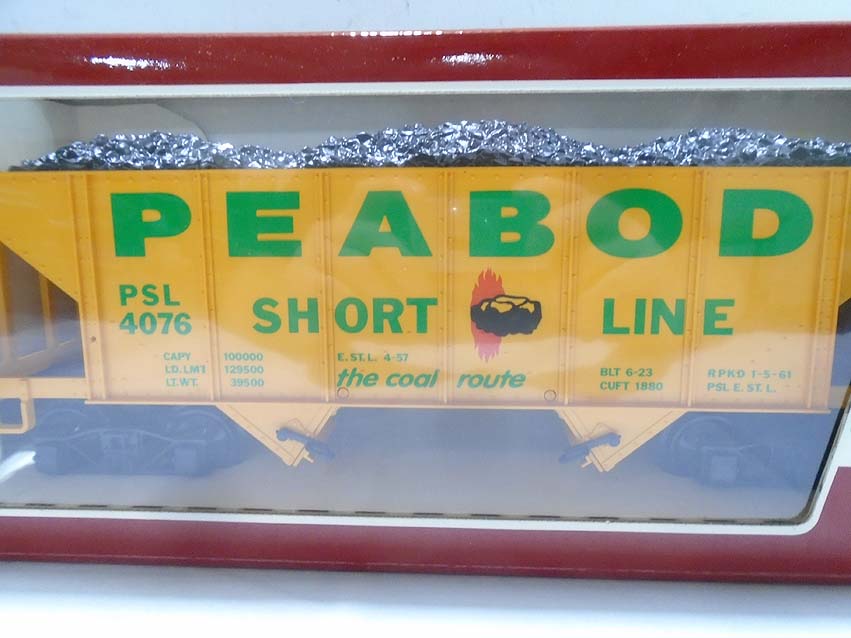 PEABOD
PSL
4076
SHORT LINE
CAPY 100000
LD. LMT 129500
LT. WT. 39500
E. ST. L. 4-57
the coal route
BLT 6-23
CUFT 1880
RPKD 1-5-61
PSL E. ST. L.